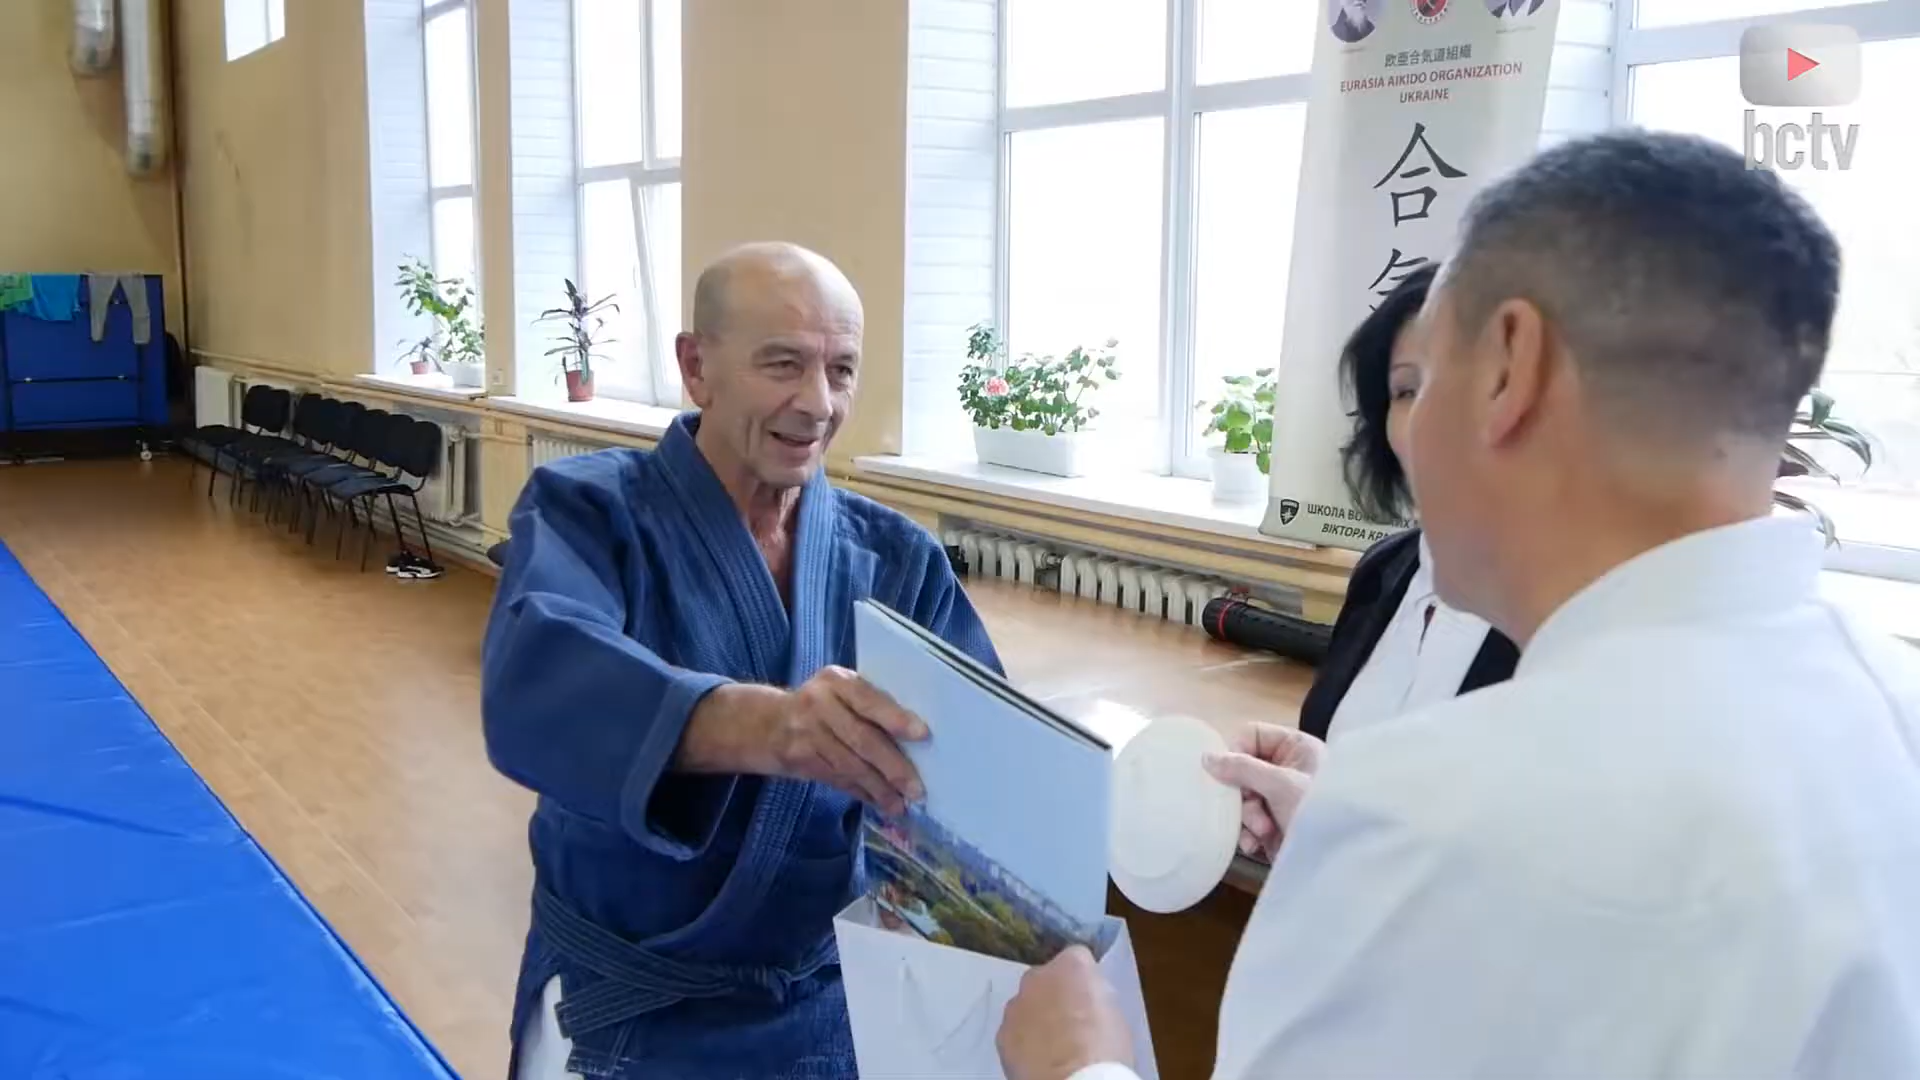 欧亜合気道組織
EURASIA AIKIDO ORGANIZATION
UKRAINE
合
bctv
ШКОЛА
ВІКТОРА